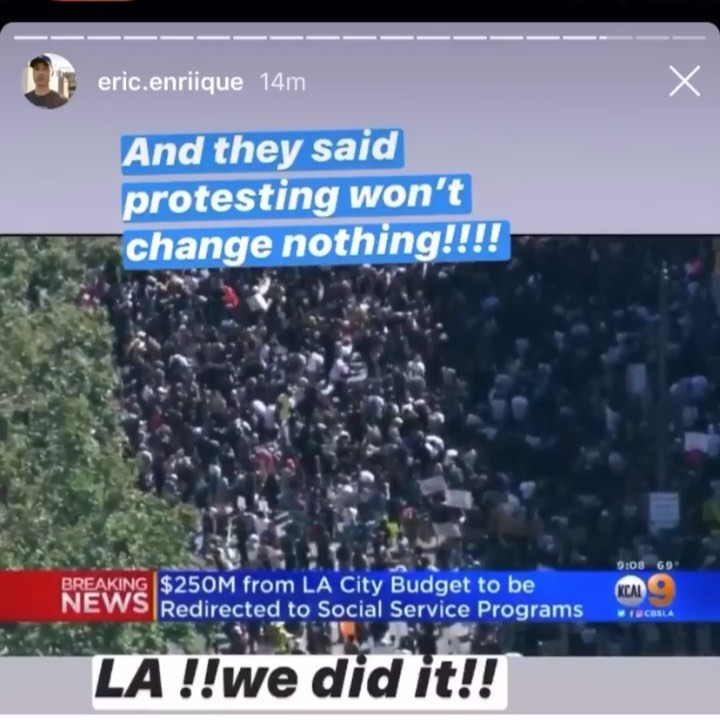 eric.enriique 14m
And they said
protesting won't
change nothing!!!!
9:08 69°
BREAKING
NEWS
$250M from LA City Budget to be
Redirected to Social Service Programs
KCAL 9
CBSLA
LA !!we did it!!